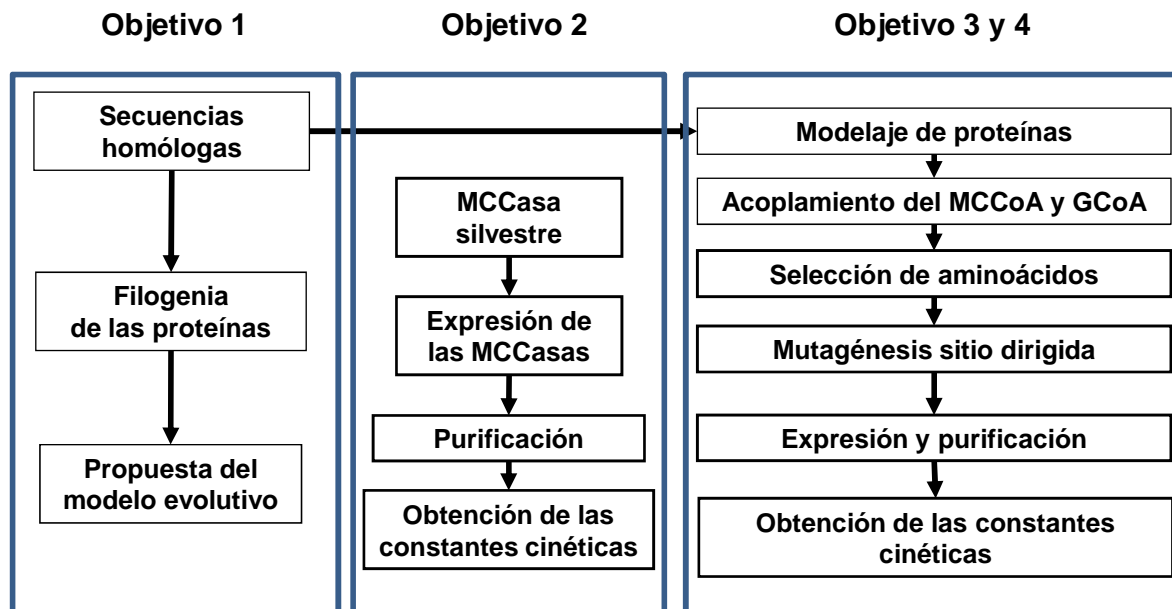 Objetivo 1
Secuencias
homólogas
Filogenia
de las proteínas
Propuesta del
modelo evolutivo
Objetivo 2
MCCasa
silvestre
Expresión de
las MCCasas
Purificación
Obtención de las
constantes cinéticas
Objetivo 3 y 4
Modelaje de proteínas
Acoplamiento del MCCoA y GCoA
Selección de aminoácidos
Mutagénesis sitio dirigida
Expresión y purificación
Obtención de las constantes
cinéticas